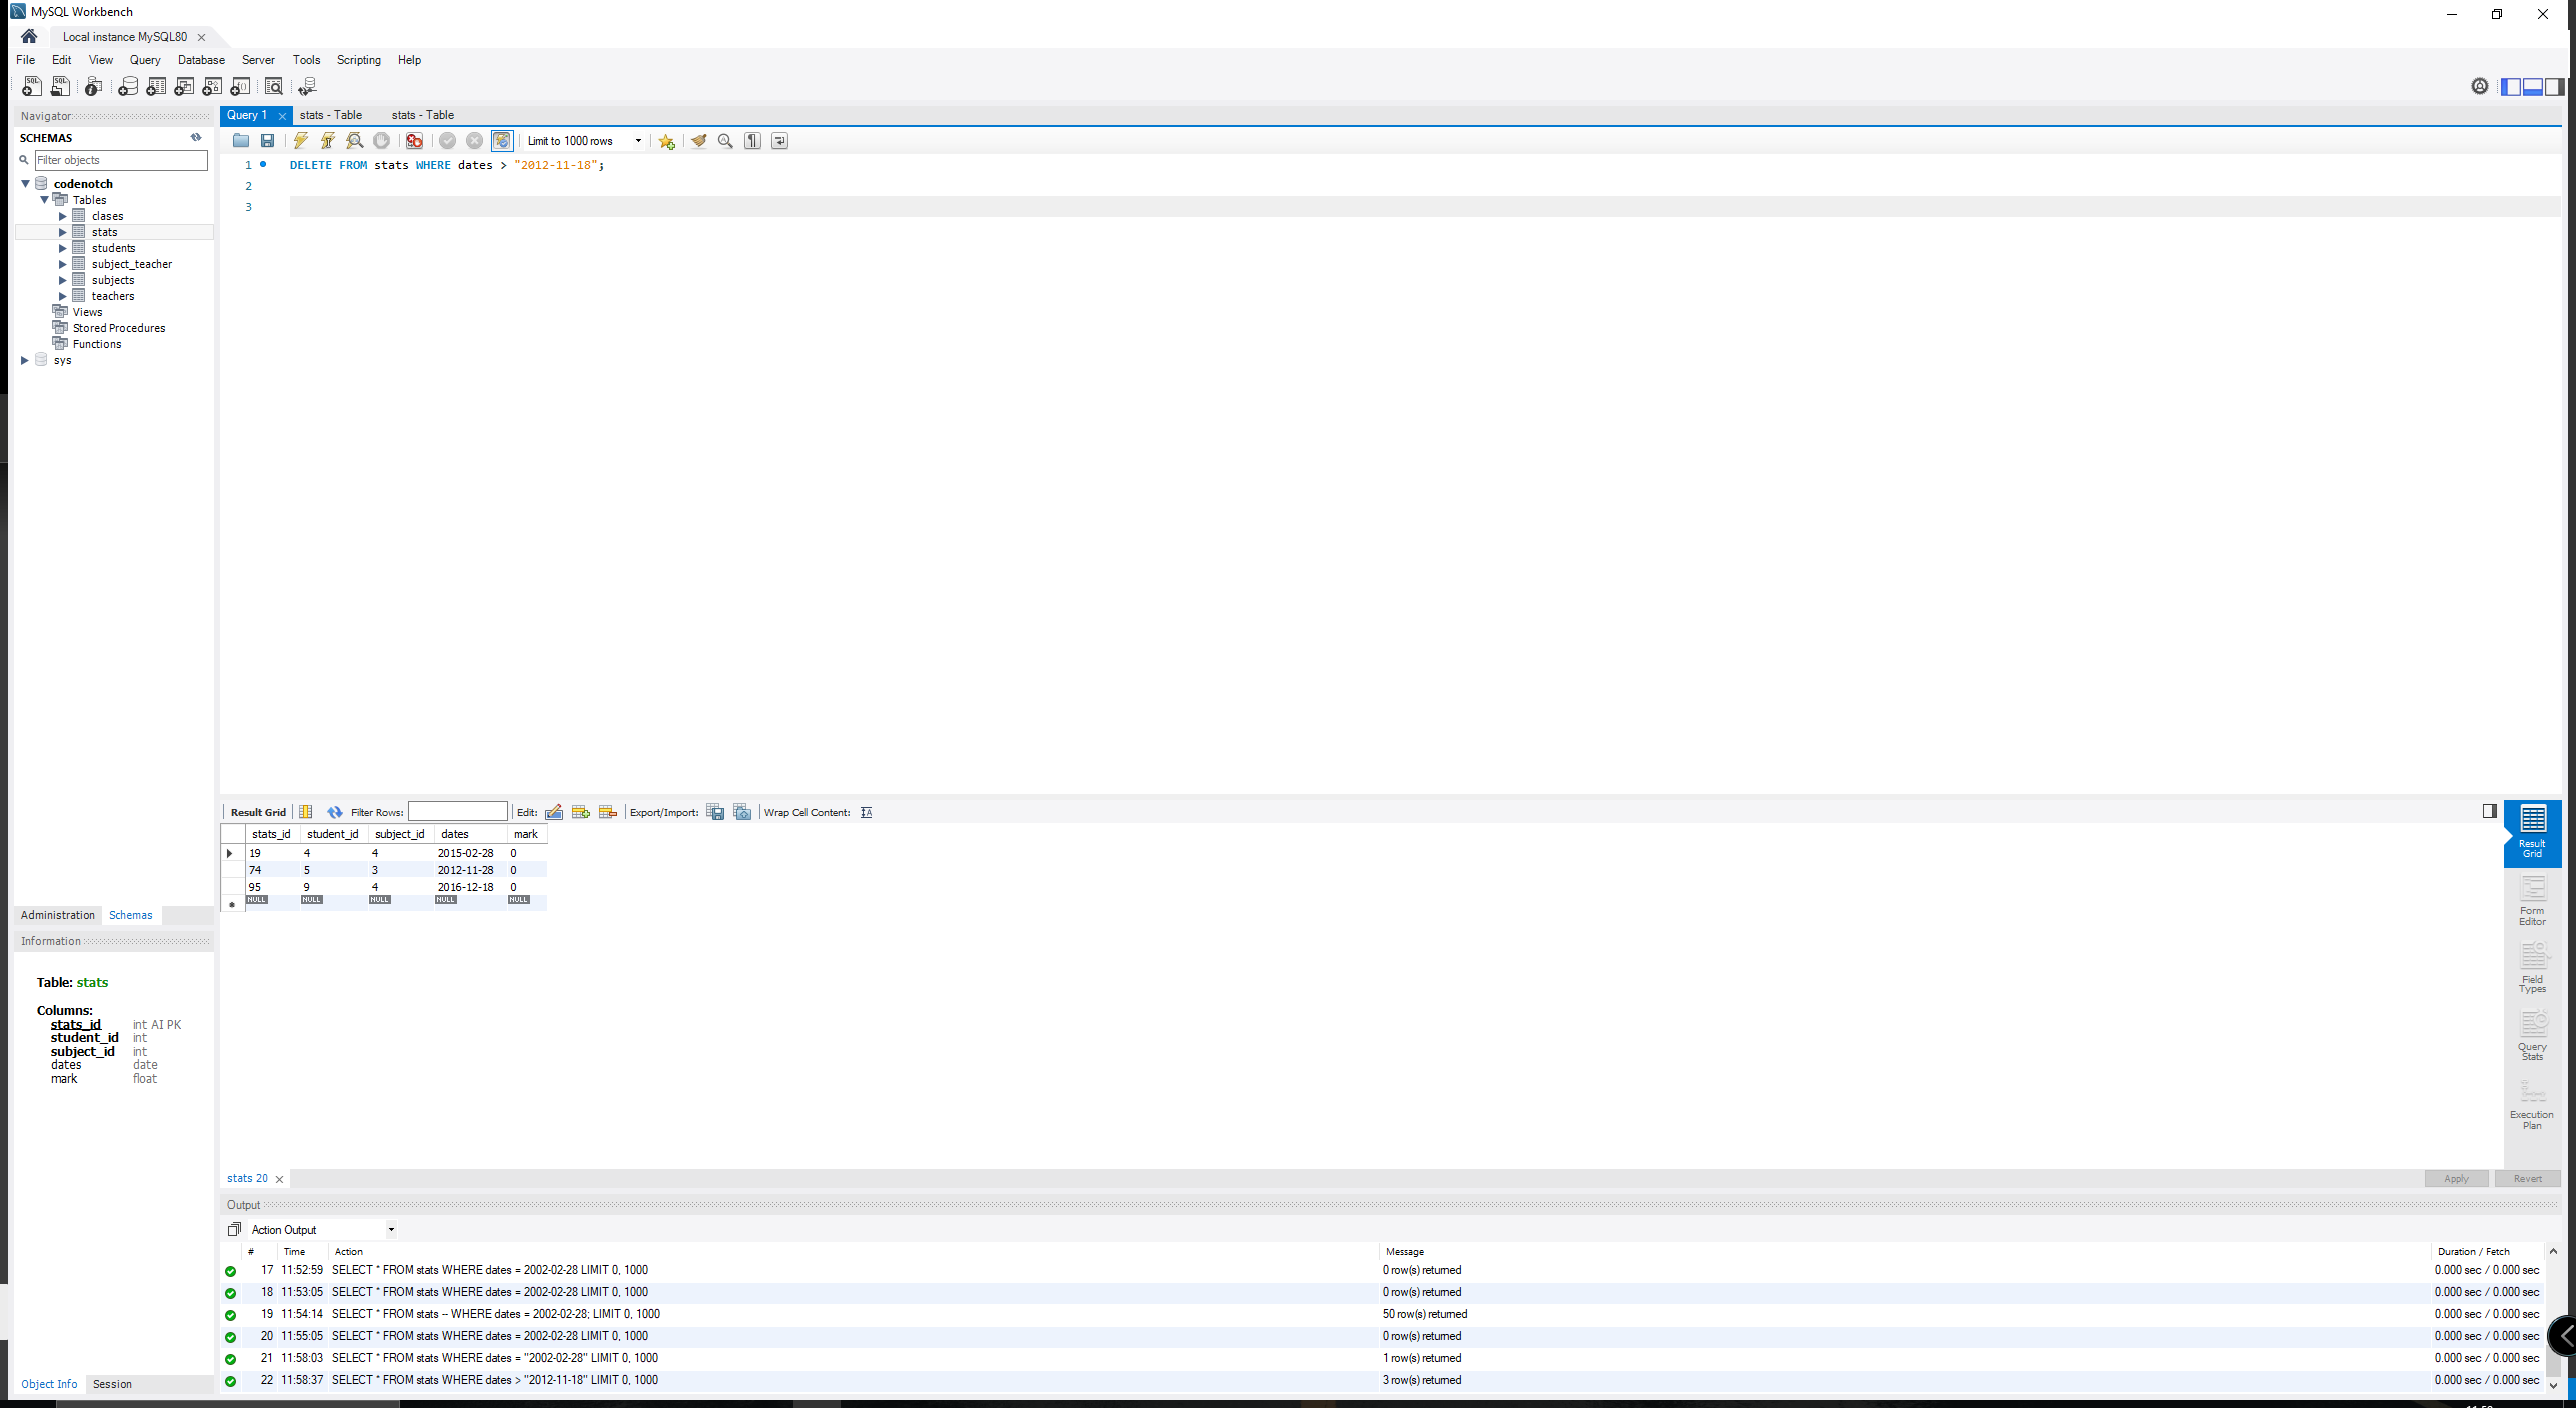 MySQL Workbench
Local instance MySQL80
File Edit View Query Database Server Tools Scripting Help
Navigator
SCHEMAS
Filter objects
codenotch
Tables
clases
stats
students
subject_teacher
subjects
teachers
Views
Stored Procedures
Functions
sys
Administration Schemas
Information
Table: stats
Columns:
stats_id int AI PK
student_id int
subject_id int
dates date
mark float
Object Info Session
Query 1 stats - Table stats - Table
Limit to 1000 rows
1 DELETE FROM stats WHERE dates > "2012-11-18";
2
3
Result Grid Filter Rows: Edit: Export/Import: Wrap Cell Content:
stats_id student_id subject_id dates mark
19 4 4 2015-02-28 0
74 5 3 2012-11-28 0
95 9 4 2016-12-18 0
NULL NULL NULL NULL NULL
Result
Grid
Form
Editor
Field
Types
Query
Stats
Execution
Plan
stats 20
Apply Revert
Output
Action Output
# Time Action Message Duration / Fetch
17 11:52:59 SELECT * FROM stats WHERE dates = 2002-02-28 LIMIT 0, 1000 0 row(s) returned 0.000 sec / 0.000 sec
18 11:53:05 SELECT * FROM stats WHERE dates = 2002-02-28 LIMIT 0, 1000 0 row(s) returned 0.000 sec / 0.000 sec
19 11:54:14 SELECT * FROM stats -- WHERE dates = 2002-02-28; LIMIT 0, 1000 50 row(s) returned 0.000 sec / 0.000 sec
20 11:55:05 SELECT * FROM stats WHERE dates = 2002-02-28 LIMIT 0, 1000 0 row(s) returned 0.000 sec / 0.000 sec
21 11:58:03 SELECT * FROM stats WHERE dates = "2002-02-28" LIMIT 0, 1000 1 row(s) returned 0.000 sec / 0.000 sec
22 11:58:37 SELECT * FROM stats WHERE dates > "2012-11-18" LIMIT 0, 1000 3 row(s) returned 0.000 sec / 0.000 sec